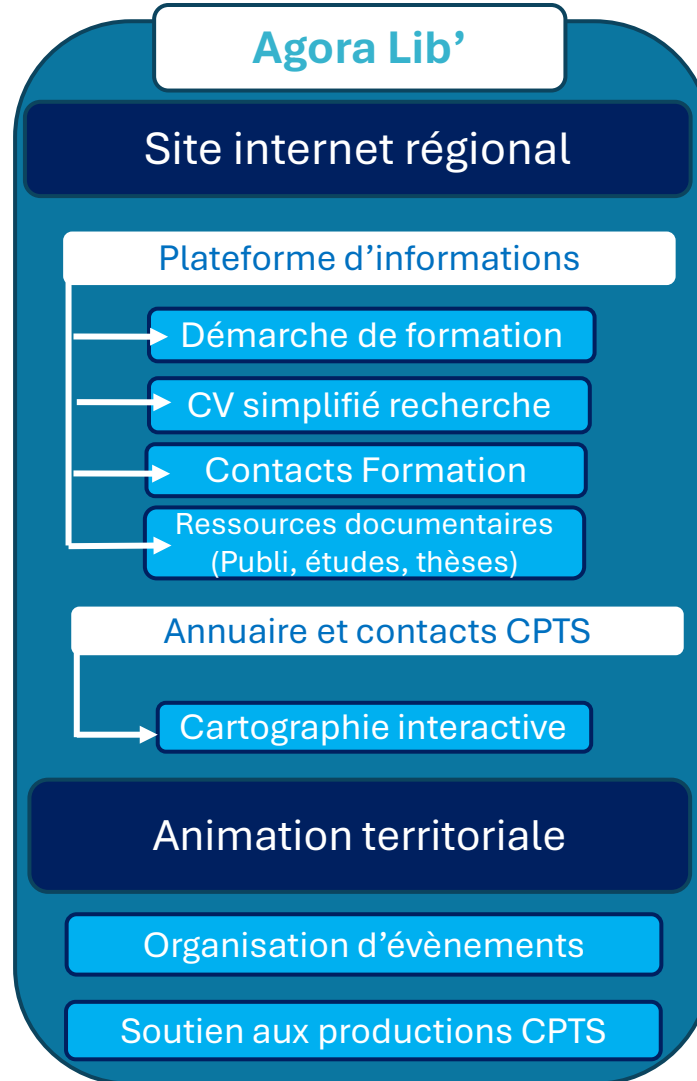 Agora Lib’
Site internet régional
Plateforme d’informations
Démarche de formation
CV simplifié recherche
Contacts Formation
Ressources documentaires
(Publi, études, thèses)
Annuaire et contacts CPTS
Cartographie interactive
Animation territoriale
Organisation d’évènements
Soutien aux productions CPTS